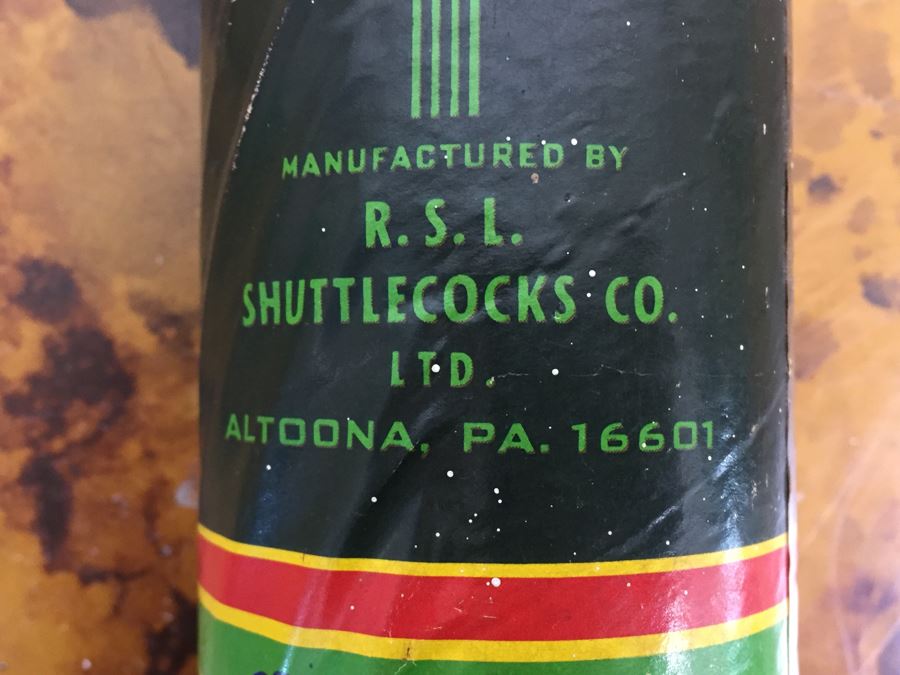 MANUFACTURED BY
R. S. L.
SHUTTLECOCKS CO.
LTD.
ALTOONA, PA. 16601